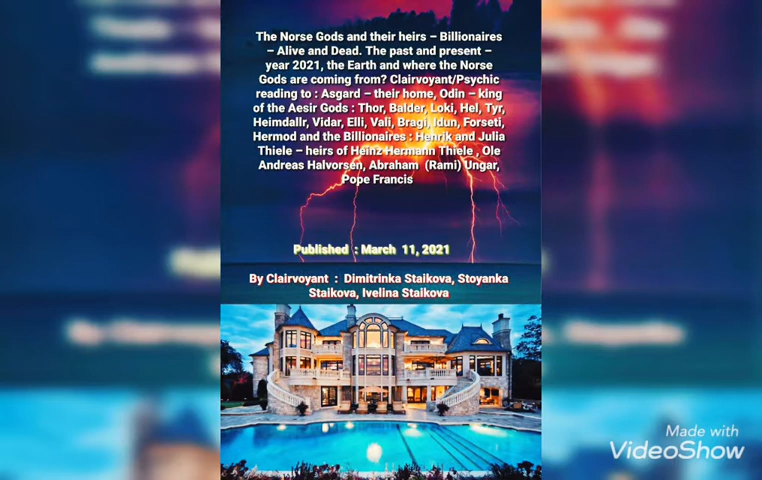 The Norse Gods and their heirs – Billionaires
– Alive and Dead. The past and present –
year 2021, the Earth and where the Norse
Gods are coming from? Clairvoyant/Psychic
reading to : Asgard – their home, Odin – king
of the Aesir Gods : Thor, Balder, Loki, Hel, Tyr,
Heimdallr, Vidar, Elli, Vali, Bragi, Idun, Forseti,
Hermod and the Billionaires : Henrik and Julia
Thiele – heirs of Heinz Hermann Thiele , Ole
Andreas Halvorsen, Abraham (Rami) Ungar,
Pope Francis
Published : March 11, 2021
By Clairvoyant : Dimitrinka Staikova, Stoyanka
Staikova, Ivelina Staikova
Made with
VideoShow